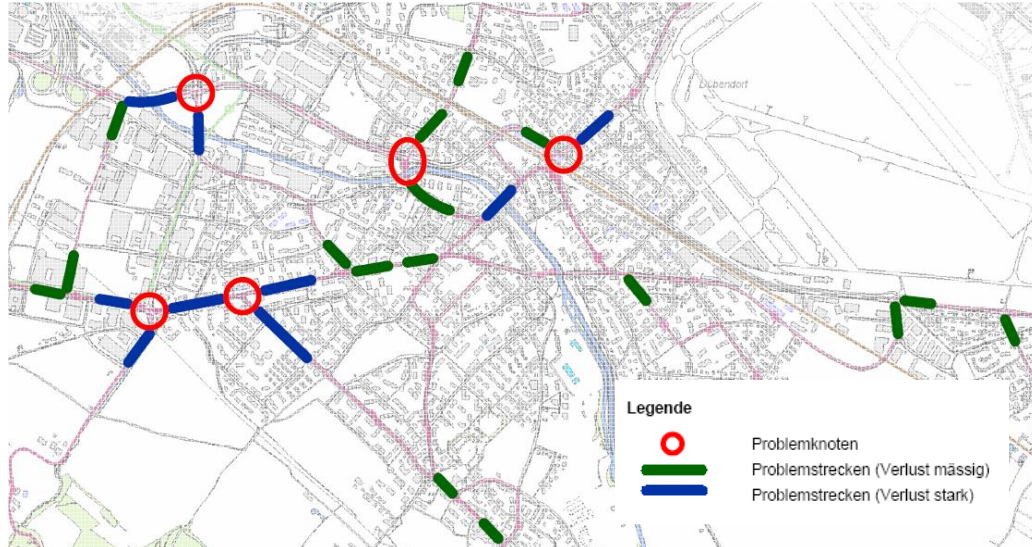 Dübendorf
Legende
Problemknoten
Problemstrecken (Verlust mässig)
Problemstrecken (Verlust stark)